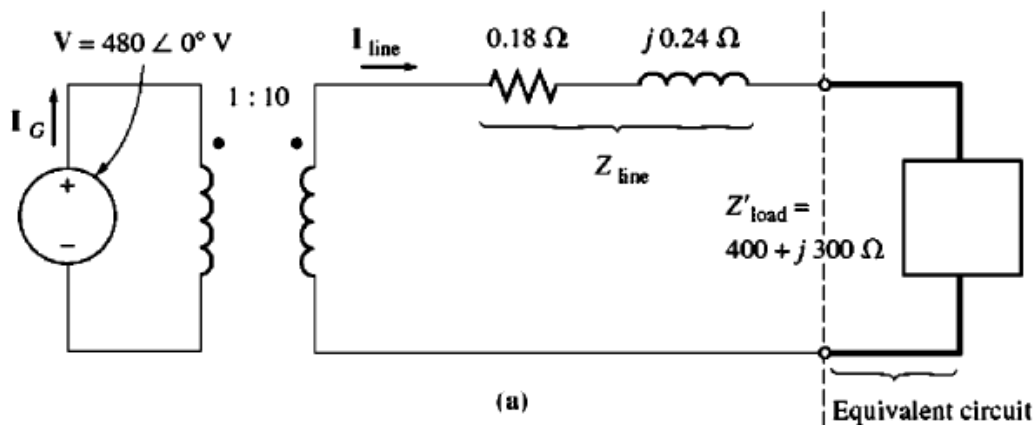 V = 480 ∠ 0° V
I line
0.18 Ω
j 0.24 Ω
1 : 10
I G
+
−
Z line
Z′load =
400 + j 300 Ω
(a)
Equivalent circuit